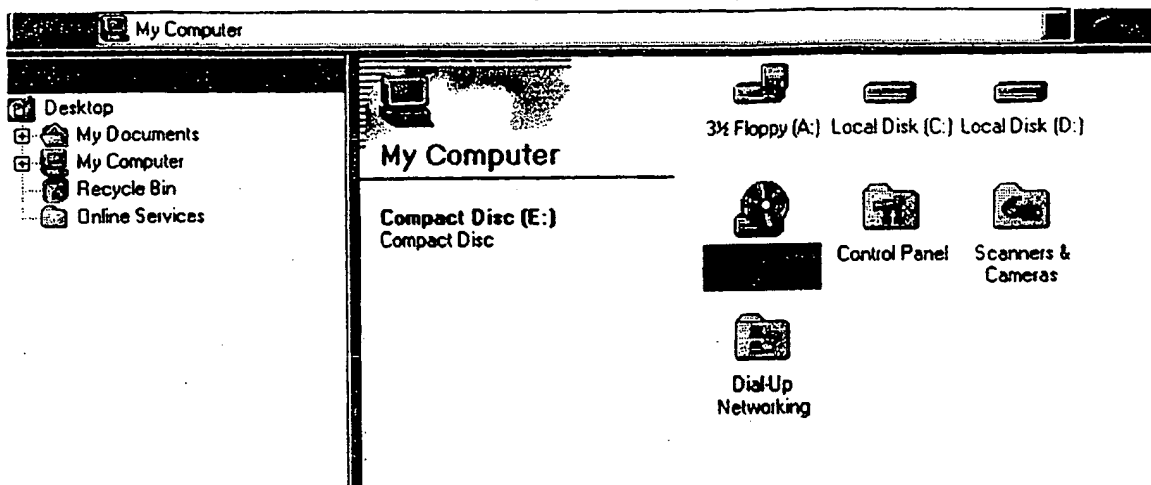 My Computer
Desktop
My Documents
My Computer
Recycle Bin
Online Services
My Computer
Compact Disc (E:)
Compact Disc
3½ Floppy (A:) Local Disk (C:) Local Disk (D:)
Control Panel
Scanners &
Cameras
Dial-Up
Networking